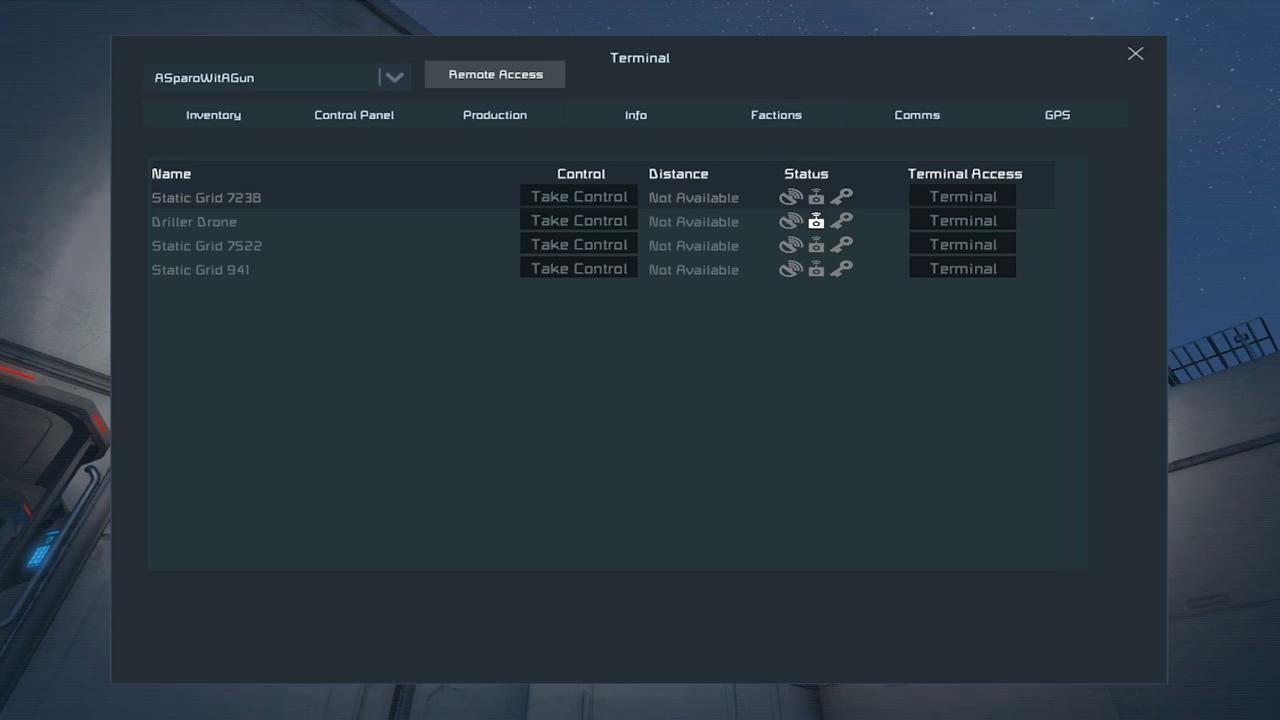 Terminal
ASparoWitAGun
Remote Access
Inventory Control Panel Production Info Factions Comms GPS
Name Control Distance Status Terminal Access
Static Grid 7238 Take Control Not Available Terminal
Driller Drone Take Control Not Available Terminal
Static Grid 7522 Take Control Not Available Terminal
Static Grid 941 Take Control Not Available Terminal